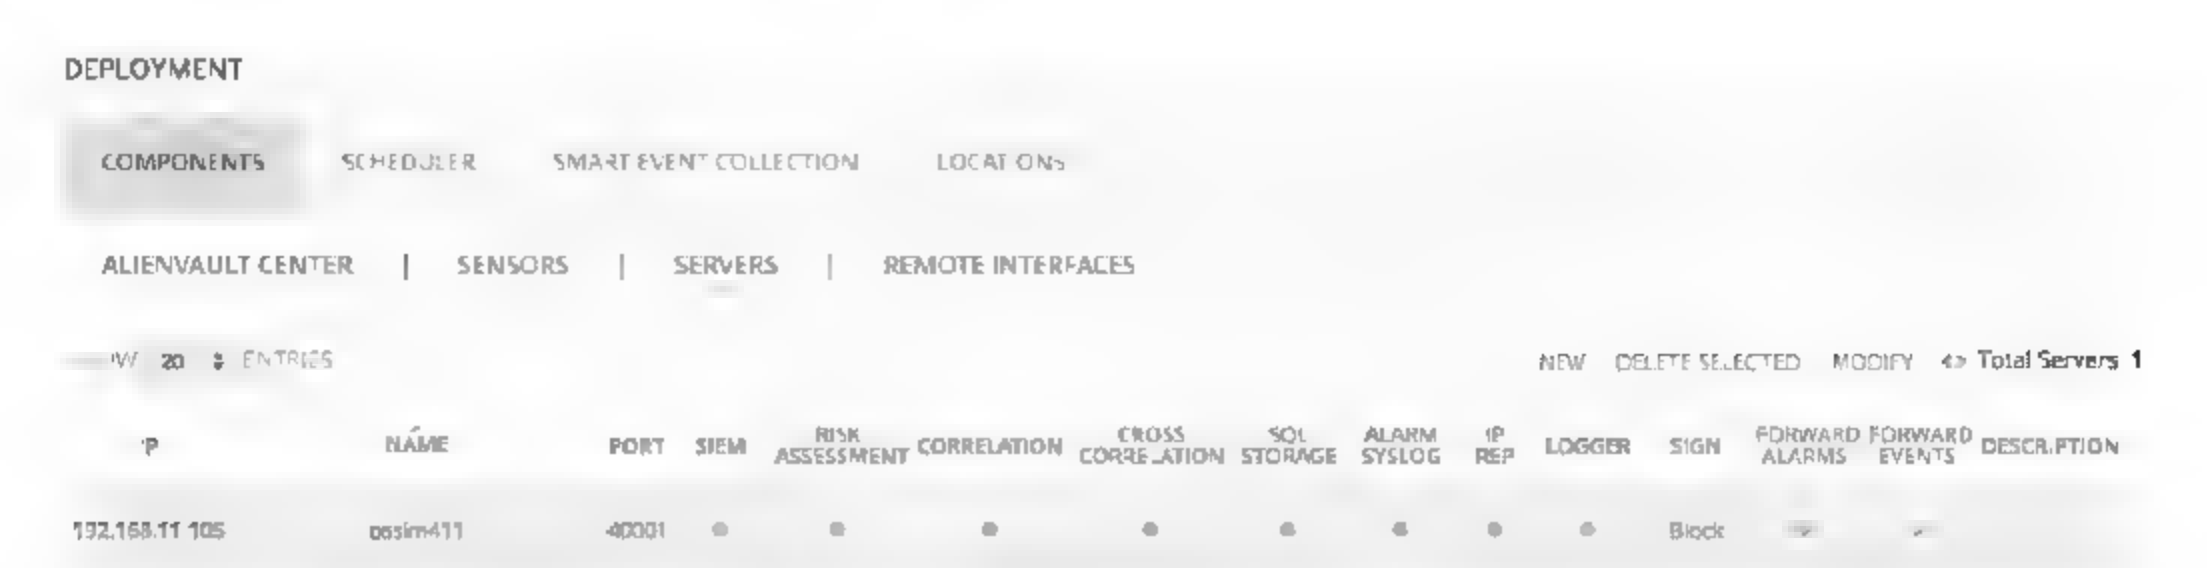 DEPLOYMENT
COMPONENTS SCHEDULER SMART EVENT COLLECTION LOCATIONS
ALIENVAULT CENTER | SENSORS | SERVERS | REMOTE INTERFACES
20 ENTRIES NEW DELETE SELECTED MODIFY Total Servers 1
IP NAME PORT SIEM RISK ASSESSMENT CORRELATION CROSS CORRELATION SQL STORAGE ALARM SYSLOG IP REP LOGGER SIGN FORWARD ALARMS FORWARD EVENTS DESCRIPTION
192.168.11.105 ossim411 40001 Block